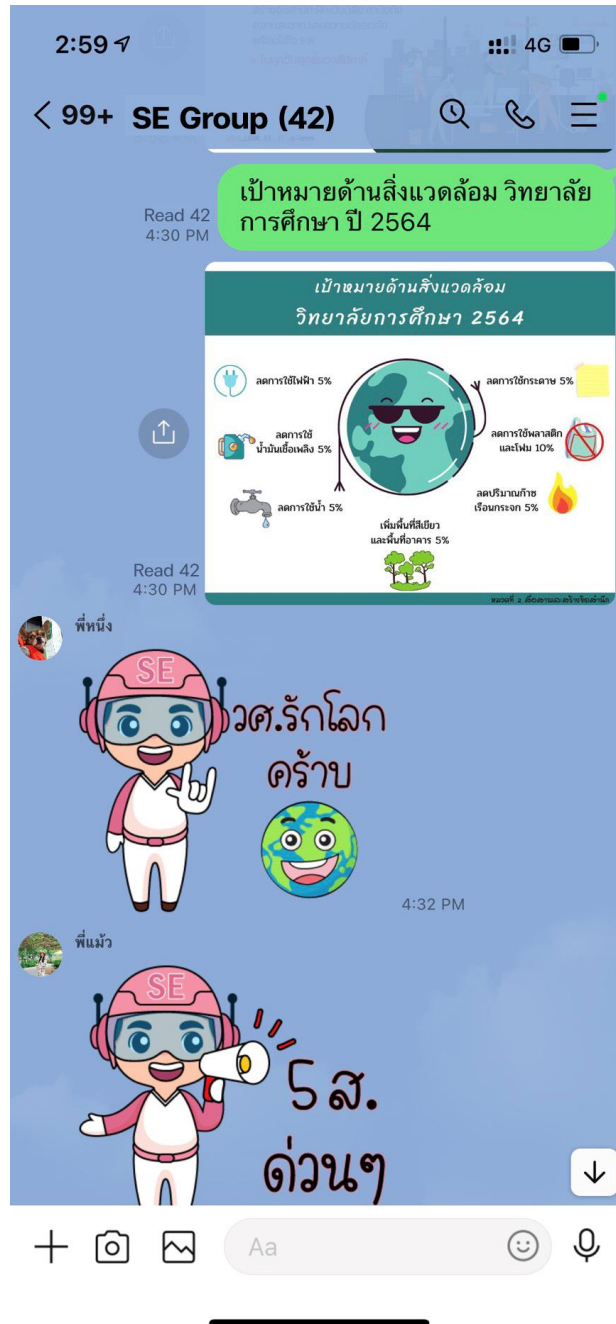 2:59
4G
99+ SE Group (42)
เป้าหมายด้านสิ่งแวดล้อม วิทยาลัย
การศึกษา ปี 2564
Read 42
4:30 PM
เป้าหมายด้านสิ่งแวดล้อม
วิทยาลัยการศึกษา 2564
ลดการใช้ไฟฟ้า 5%
ลดการใช้กระดาษ 5%
ลดการใช้
น้ำมันเชื้อเพลิง 5%
ลดการใช้พลาสติก
และโฟม 10%
ลดการใช้น้ำ 5%
ลดปริมาณก๊าซ
เรือนกระจก 5%
เพิ่มพื้นที่สีเขียว
และพื้นที่อาคาร 5%
Read 42
4:30 PM
พี่หนึ่ง
SE
วศ.รักโลก
คร้าบ
4:32 PM
พี่แม้ว
SE
5 ส.
ด่วนๆ
Aa